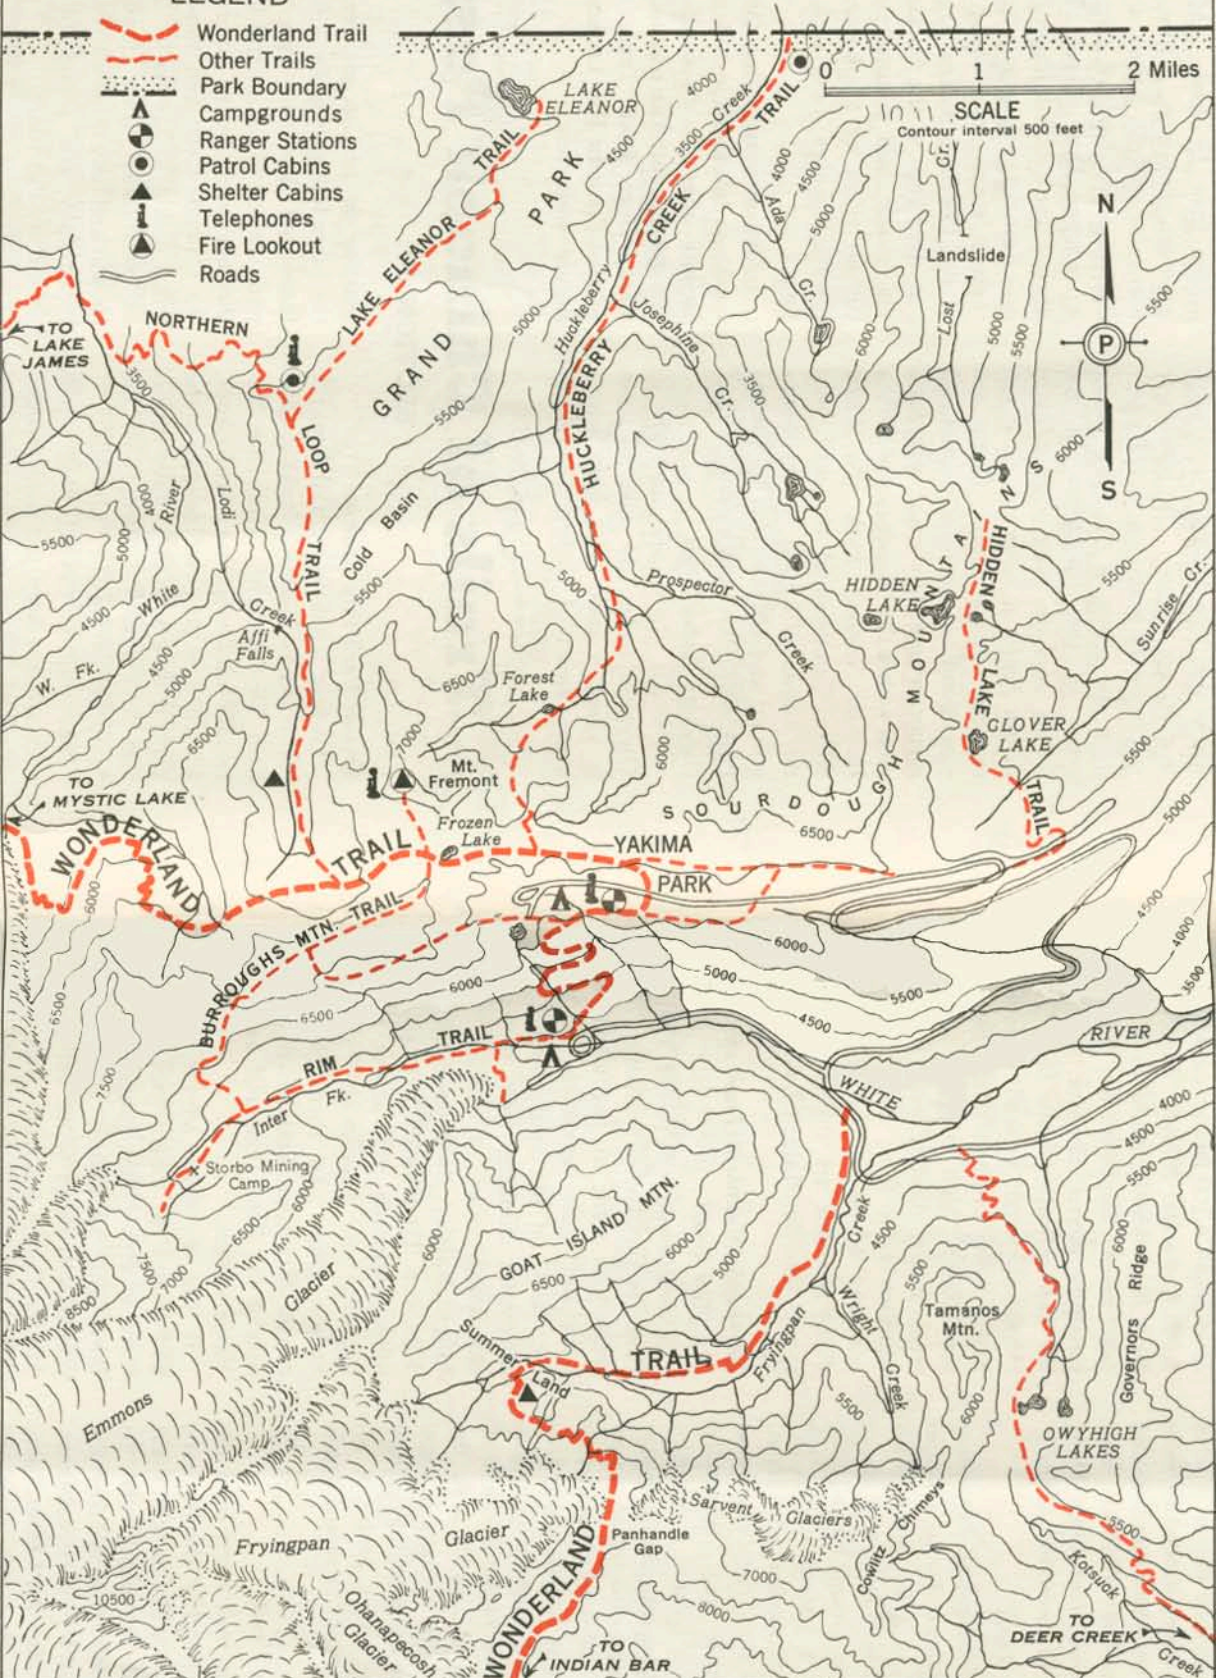 LEGEND
Wonderland Trail
Other Trails
Park Boundary
Campgrounds
Ranger Stations
Patrol Cabins
Shelter Cabins
Telephones
Fire Lookout
Roads
0 1 2 Miles
SCALE
Contour interval 500 feet
N
P
S
LAKE
ELEANOR
4000
Creek
TRAIL
3500
4500
TRAIL
PARK
CREEK
4000
4500
Ada
5000
Cr.
Cr.
Landslide
Lost
5500
LAKE ELEANOR
NORTHERN
TO
LAKE
JAMES
3500
5000
Huckleberry
Josephine
Cr.
3500
6000
5000
5500
GRAND
5500
HUCKLEBERRY
LOOP
TRAIL
4000
River
Lodi
Creek
Cold Basin
5500
5000
4500
White
Affi
Falls
W. Fk.
4500
5000
5500
5000
Prospector
Creek
HIDDEN
LAKE
6000
5500
Sunrise Cr.
HIDDEN
LAKE
TRAIL
GLOVER
LAKE
6500
Forest
Lake
6500
7000
Mt.
Fremont
6000
SOURDOUGH
MOUNTAINS
6500
5500
5000
TO
MYSTIC LAKE
WONDERLAND
TRAIL
Frozen
Lake
YAKIMA
PARK
6000
BURROUGHS MTN. TRAIL
6000
6000
5000
5500
4500
4500
4000
3500
6500
6500
7500
RIM
TRAIL
RIVER
WHITE
Inter Fk.
Storbo Mining
Camp
6000
6500
7000
7500
8500
4000
4500
5500
GOAT ISLAND MTN.
6000
6500
6000
5000
Creek
4500
5500
6000
Governors Ridge
Tamanos
Mtn.
Wright
Creek
Glacier
Emmons
Summer
Land
TRAIL
Fryingpan
5500
6000
OWYHIGH
LAKES
Sarvent
Glaciers
Cowlitz Chimeys
5500
Kotsuok
Creek
TO
DEER CREEK
Fryingpan
Glacier
Panhandle
Gap
7000
8000
10500
Ohanapecosh
Glacier
WONDERLAND
TO
INDIAN BAR